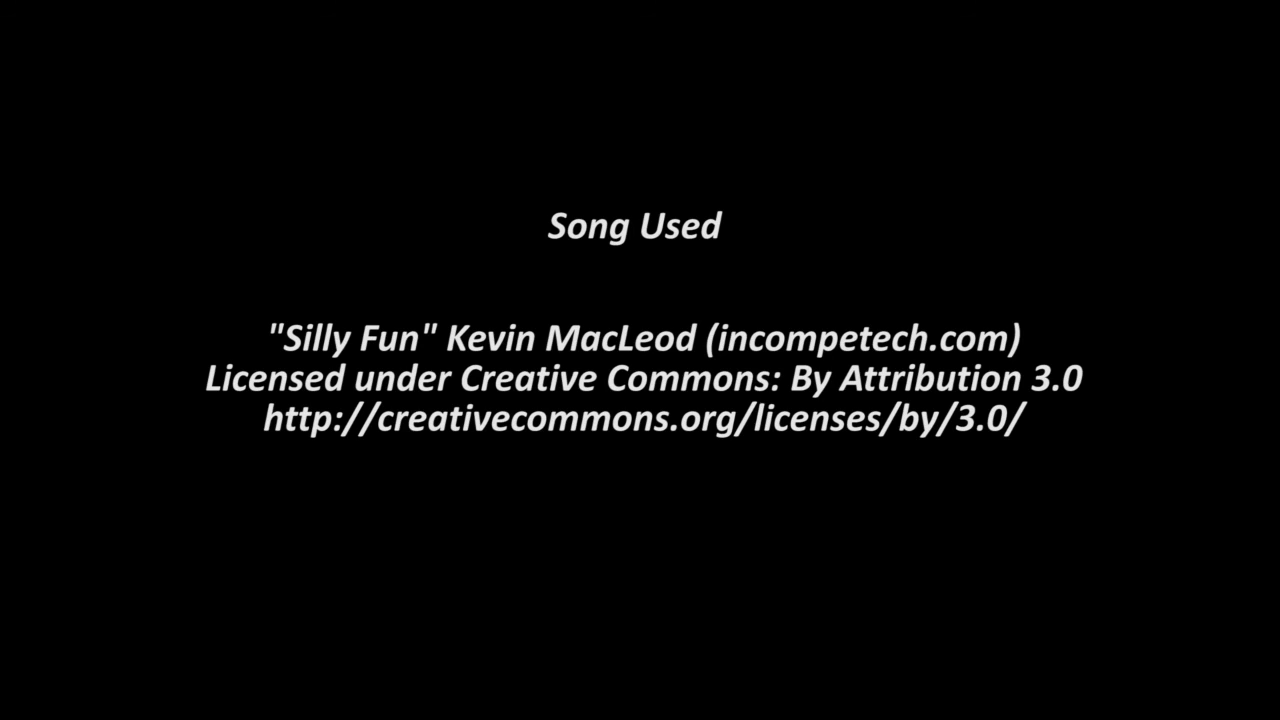 Song Used
"Silly Fun" Kevin MacLeod (incompetech.com)
Licensed under Creative Commons: By Attribution 3.0
http://creativecommons.org/licenses/by/3.0/